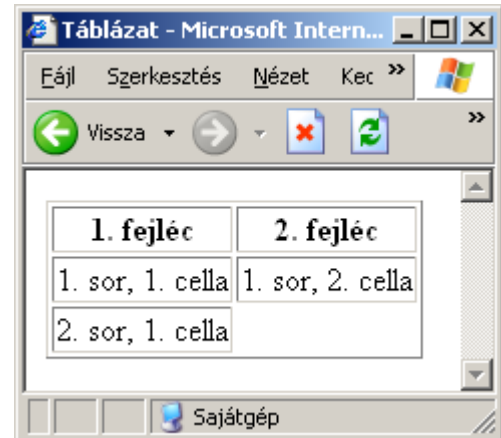 Táblázat - Microsoft Intern...
Fájl Szerkesztés Nézet Kec »
Vissza »
1. fejléc 2. fejléc
1. sor, 1. cella 1. sor, 2. cella
2. sor, 1. cella
Sajátgép